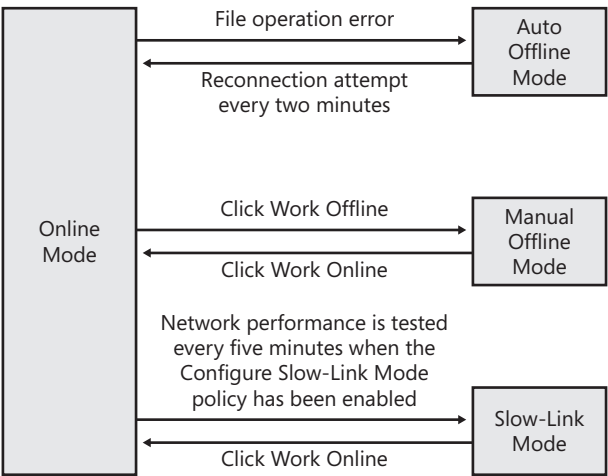 File operation error
Auto
Offline
Mode
Reconnection attempt
every two minutes
Online
Mode
Click Work Offline
Manual
Offline
Mode
Click Work Online
Network performance is tested
every five minutes when the
Configure Slow-Link Mode
policy has been enabled
Slow-Link
Mode
Click Work Online